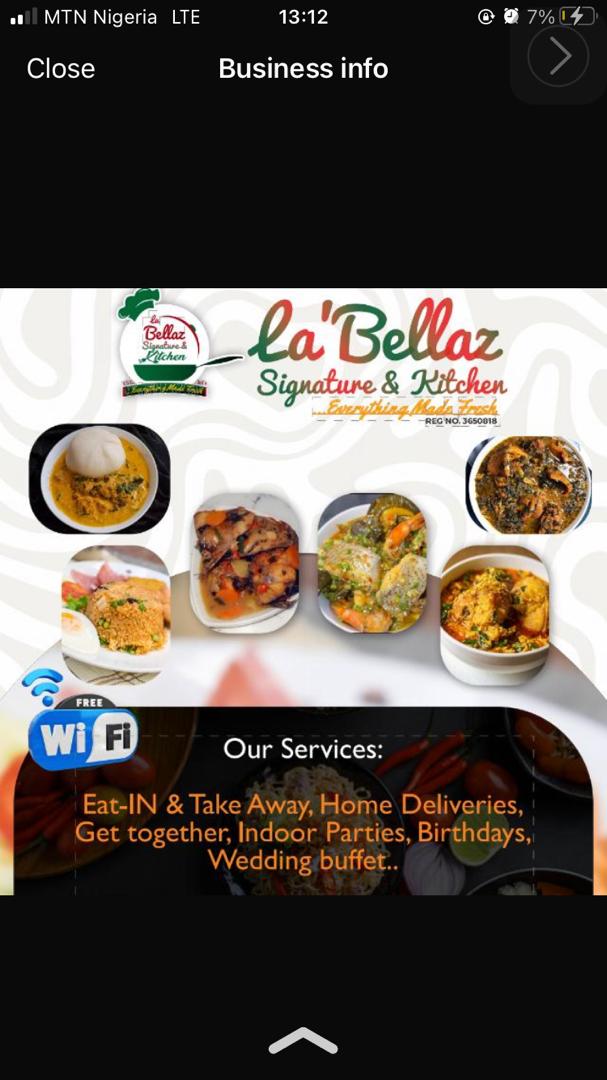 MTN Nigeria LTE 13:12 7%
Close Business info
La'Bellaz
Signature & Kitchen
...Everything Made Fresh
REG NO. 3650818
la'
Bellaz
Signature &
Kitchen
...Everything Made Fresh
FREE
WiFi
Our Services:
Eat-IN & Take Away, Home Deliveries,
Get together, Indoor Parties, Birthdays,
Wedding buffet..